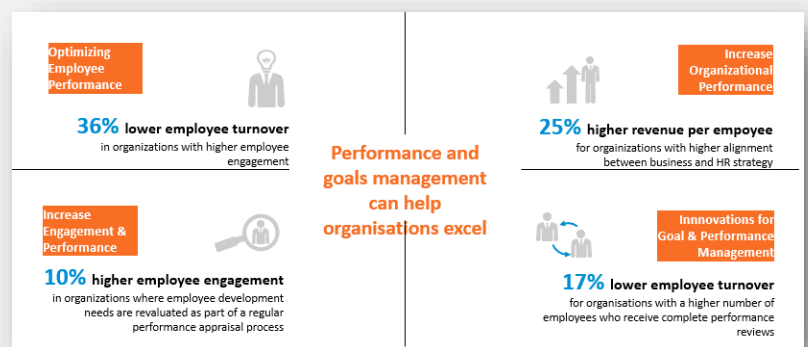 Optimizing
Employee
Performance
36% lower employee turnover
in organizations with higher employee
engagement
Increase
Organizational
Performance
25% higher revenue per empoyee
for orgainizations with higher alignment
between business and HR strategy
Performance and
goals management
can help
organisations excel
Increase
Engagement &
Performance
10% higher employee engagement
in organizations where employee development
needs are revaluated as part of a regular
performance appraisal process
Innnovations for
Goal & Performance
Management
17% lower employee turnover
for organisations with a higher number of
employees who receive complete performance
reviews